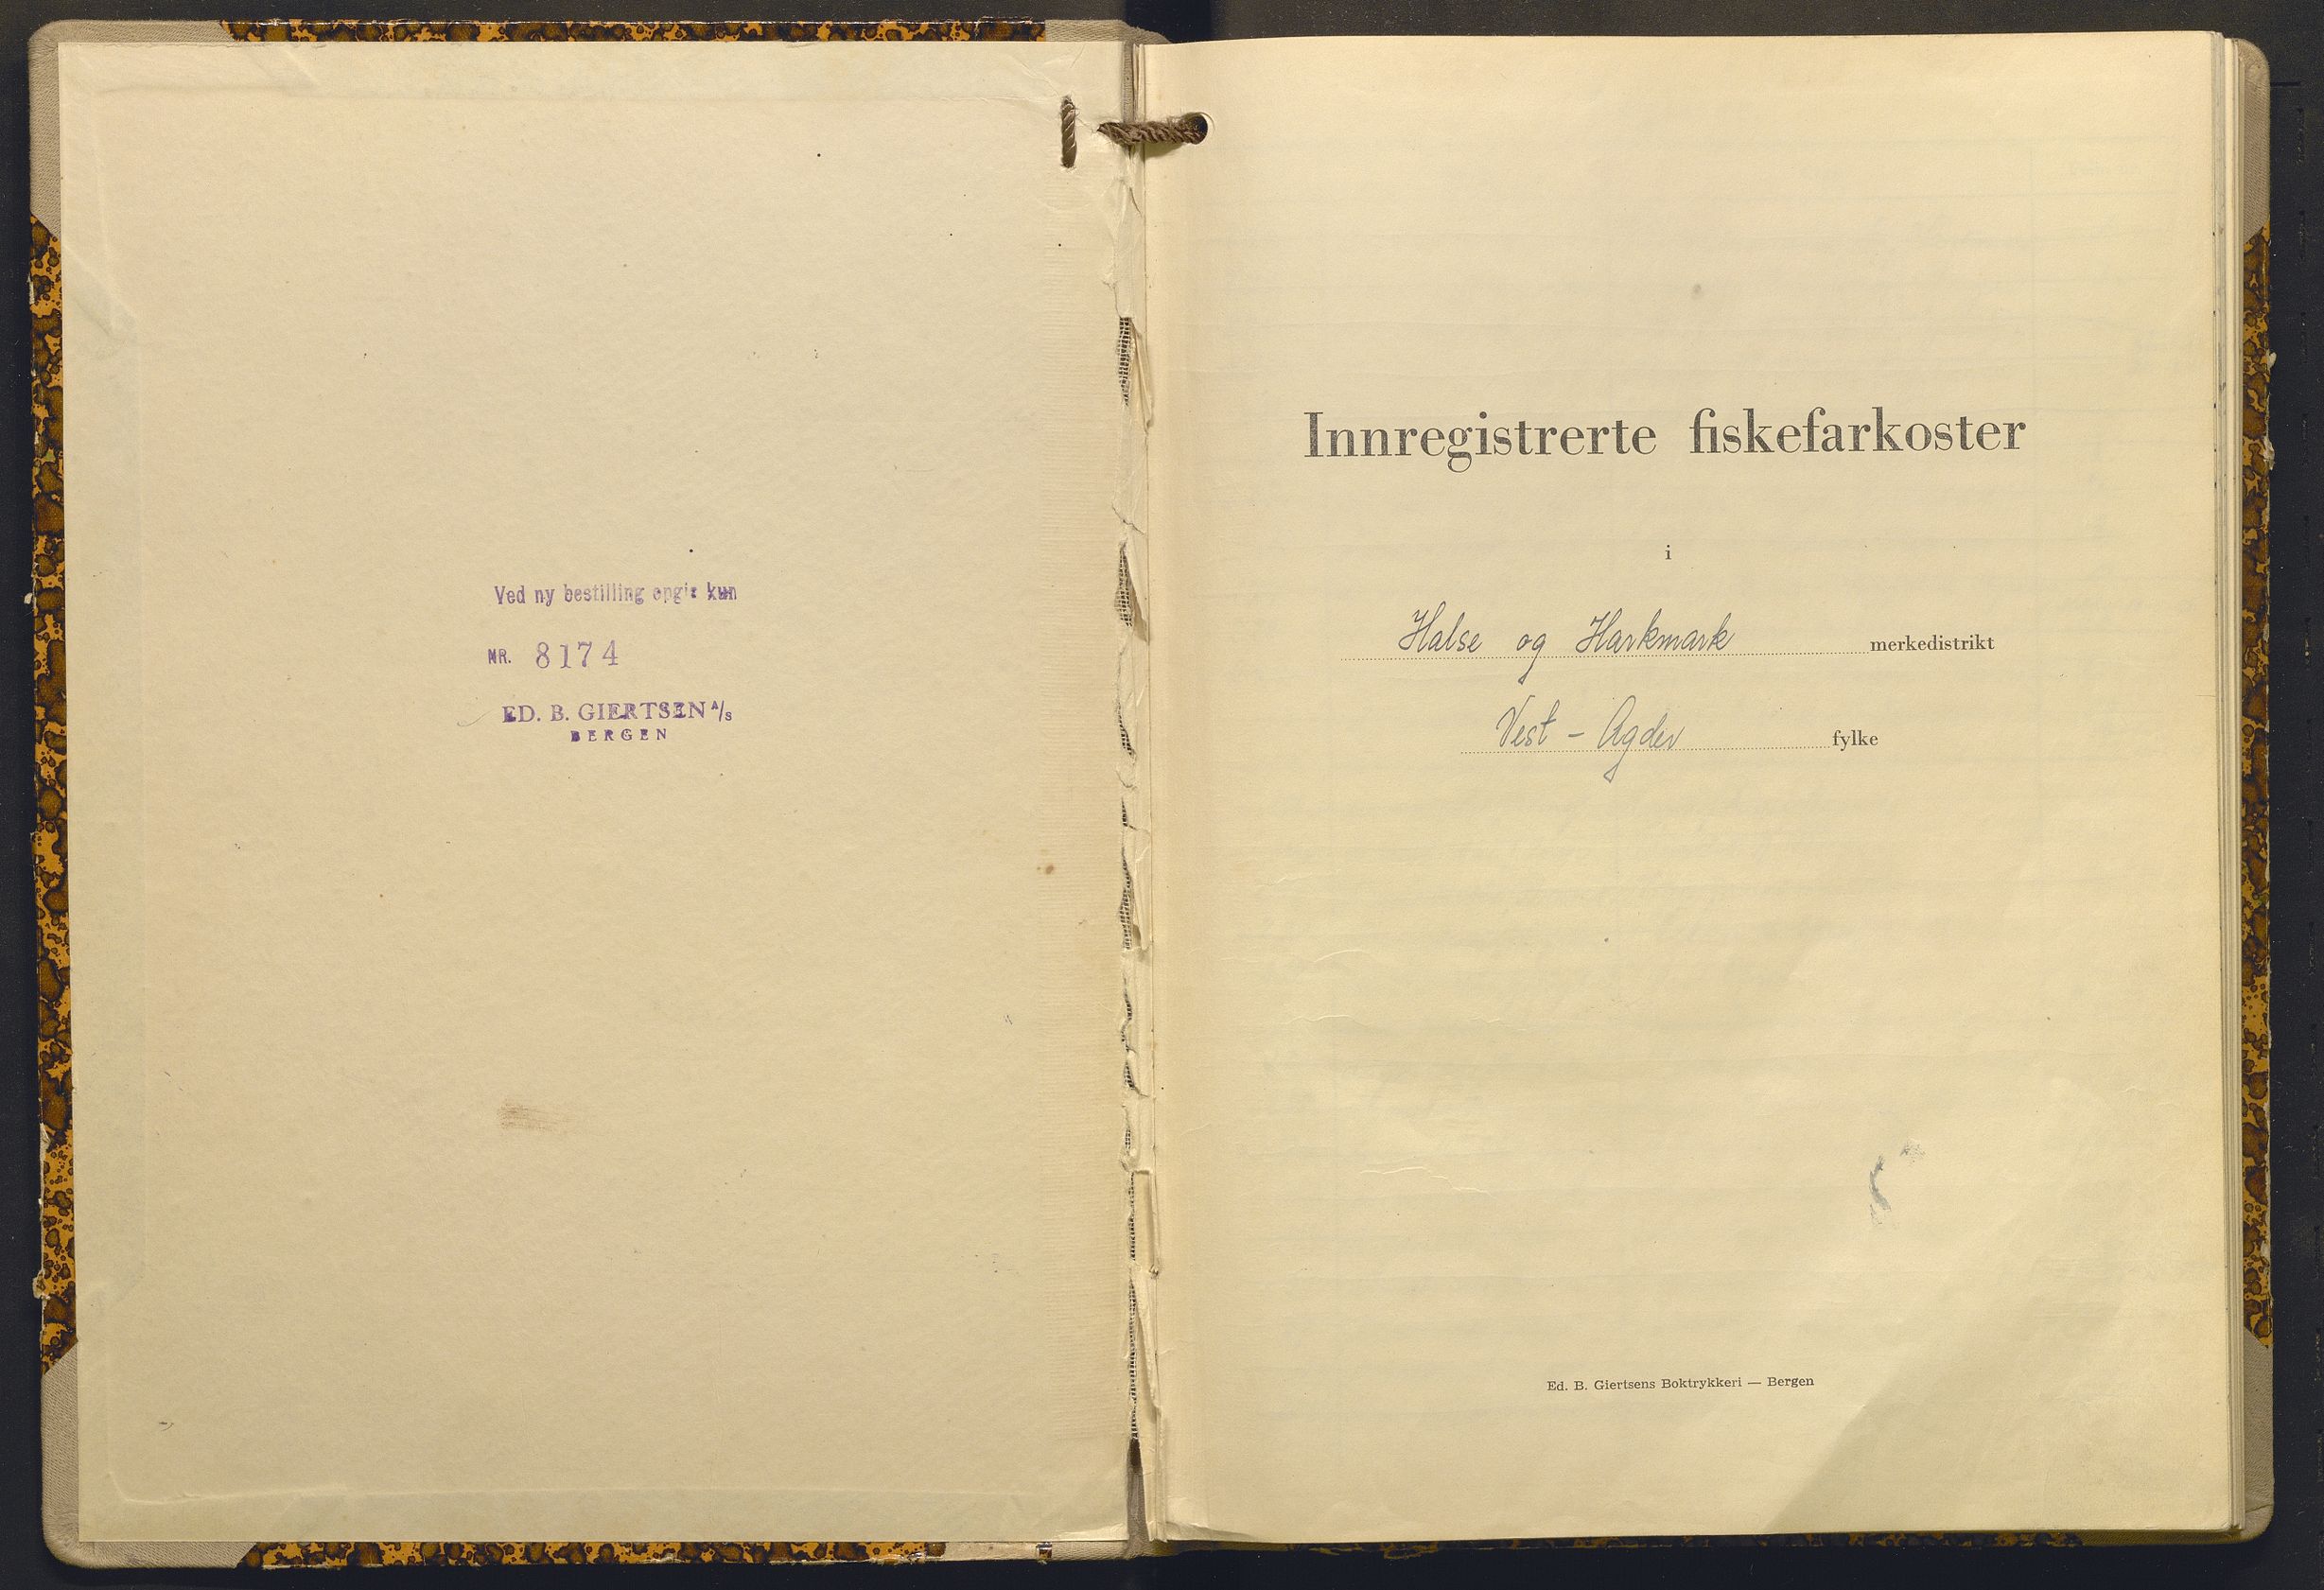 Ved ny bestilling opgis kun
NR. 8174
ED. B. GIERTSEN A/S
BERGEN
Innregistrerte fiskefarkoster
i
Halse og Harkmark merkedistrikt
Vest - Agder fylke
Ed. B. Giertsens Boktrykkeri — Bergen